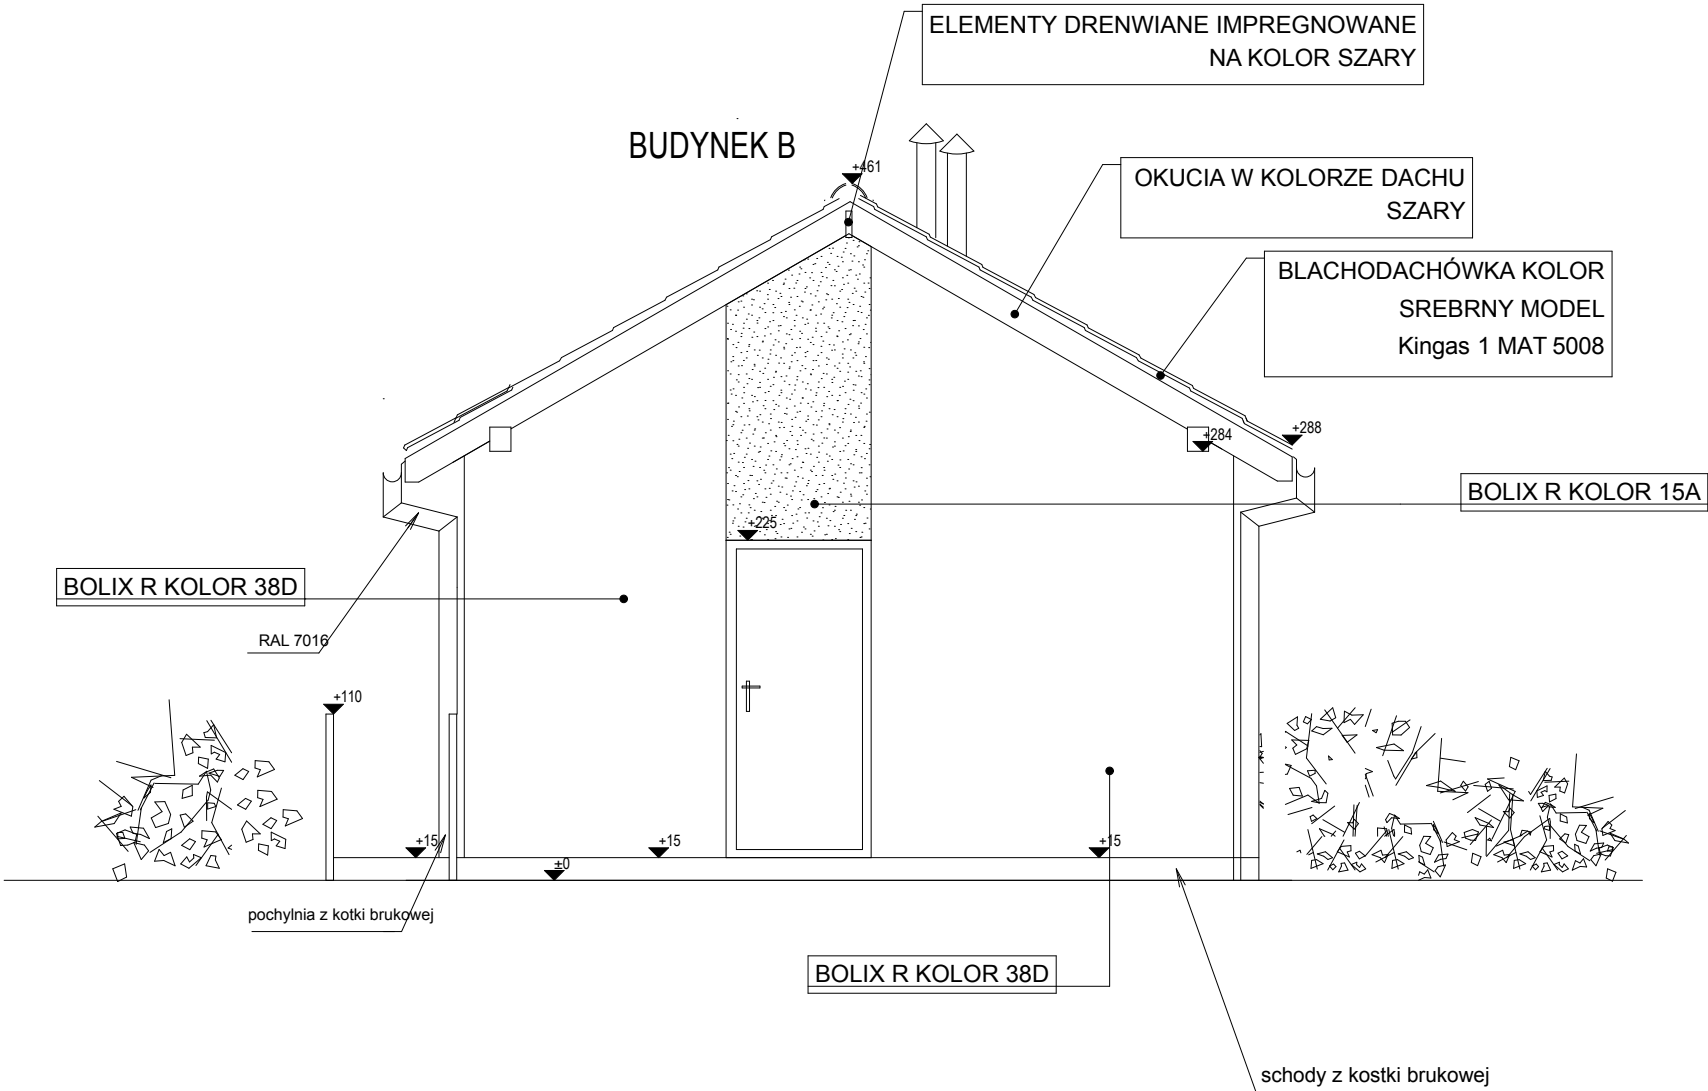 ELEMENTY DRENWIANE IMPREGNOWANE
NA KOLOR SZARY
BUDYNEK B
+461
OKUCIA W KOLORZE DACHU
SZARY
BLACHODACHÓWKA KOLOR
SREBRNY MODEL
Kingas 1 MAT 5008
+284
+288
BOLIX R KOLOR 15A
+225
BOLIX R KOLOR 38D
RAL 7016
+110
+15
+15
+15
±0
pochylnia z kotki brukowej
BOLIX R KOLOR 38D
schody z kostki brukowej